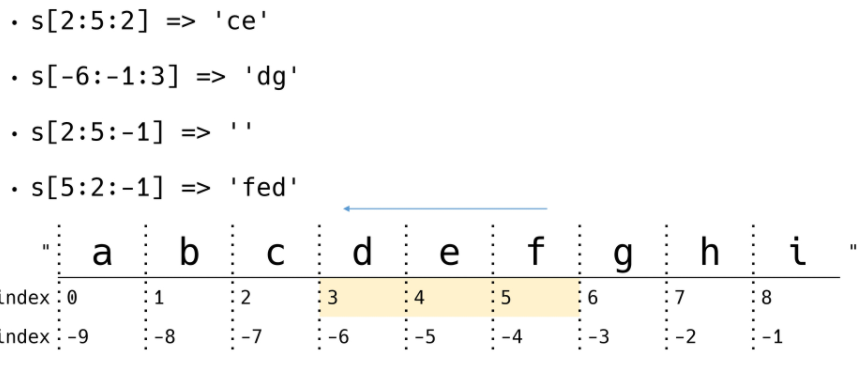 · s[2:5:2] => 'ce'
· s[-6:-1:3] => 'dg'
· s[2:5:-1] => ''
· s[5:2:-1] => 'fed'
" a b c d e f g h i "
index 0 1 2 3 4 5 6 7 8
index -9 -8 -7 -6 -5 -4 -3 -2 -1